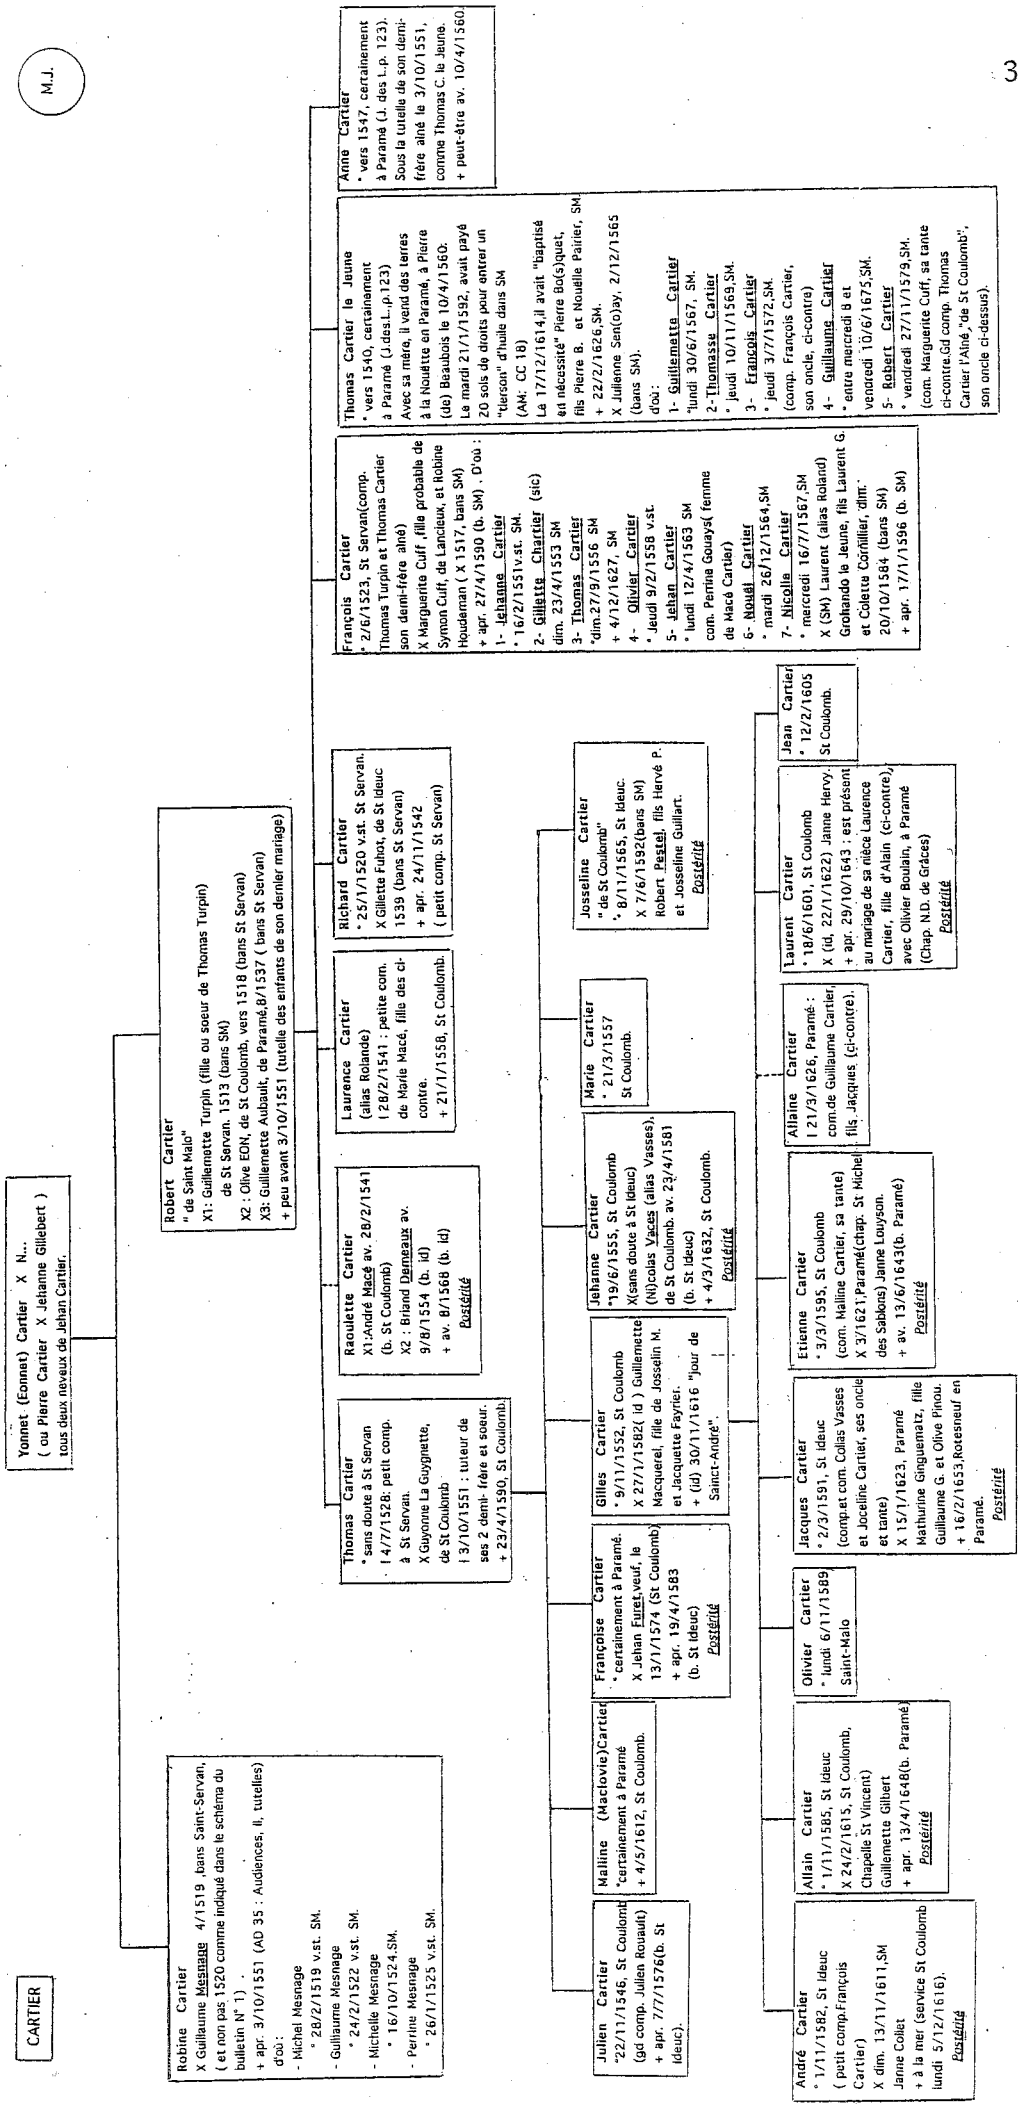 CARTIER
M.J.
Yonnet (Eonnet) Cartier X N...
( ou Pierre Cartier X Jehanne Gillebert )
tous deux neveux de Jehan Cartier.
Robine Cartier
X Guillaume Mesnage 4/1519 ,bans Saint-Servan,
( et non pas 1520 comme indiqué dans le schéma du
bulletin N° 1) .
+ apr. 3/10/1551 (AD 35 : Audiences, II, tutelles)
d'où :
- Michel Mesnage
° 28/2/1519 v.st. SM.
- Guillaume Mesnage
° 24/2/1522 v.st. SM.
- Michelle Mesnage
° 16/10/1524.SM.
- Perrine Mesnage
° 26/1/1525 v.st. SM.
Robert Cartier
" de Saint Malo"
X1: Guillemette Turpin (fille ou soeur de Thomas Turpin)
de St Servan. 1513 (bans SM)
X2 : Olive EON, de St Coulomb, vers 1518 (bans St Servan)
X3: Guillemette Aubault, de Paramé,8/1537 ( bans St Servan)
+ peu avant 3/10/1551 (tutelle des enfants de son dernier mariage)
Thomas Cartier
° sans doute à St Servan
| 4/7/1528: petit comp.
à St Servan.
X Guyonne La Guygnette,
de St Coulomb
| 3/10/1551 : tuteur de
ses 2 demi- frère et soeur.
+ 23/4/1590, St Coulomb.
Raoulette Cartier
X1:André Macé av. 28/2/1541
(b. St Coulomb)
X2 : Briand Demeaux av.
9/8/1554 (b. id)
+ av. 8/1568 (b. id)
Postérité
Laurence Cartier
(alias Rolande)
| 28/2/1541 : petite com.
de Marie Macé, fille des ci-
contre.
+ 21/1/1558, St Coulomb.
Richard Cartier
° 25/1/1520 v.st. St Servan.
X Gillette Fuhot, de St Ideuc
1539 (bans St Servan)
+ apr. 24/11/1542
( petit comp. St Servan)
François Cartier
° 2/6/1523, St Servan(comp.
Thomas Turpin et Thomas Cartier
son demi-frère aîné)
X Marguerite Cuff ,fille probable de
Symon Cuff, de Lancieux, et Robine
Houdeman ( X 1517, bans SM)
+ apr. 27/4/1590 (b. SM) . D'où :
1- Jehanne Cartier
° 16/2/1551v.st. SM.
2- Gillette Chartier (sic)
dim. 23/4/1553 SM
3- Thomas Cartier
°dim.27/9/1556 SM
+ 4/12/1627, SM
4- Olivier Cartier
° Jeudi 9/2/1558 v.st.
5- Jehan Cartier
° lundi 12/4/1563 SM
com. Perrine Gouays( femme
de Macé Cartier)
6- Nouel Cartier
° mardi 26/12/1564,SM
7- Nicolle Cartier
° mercredi 16/7/1567,SM
X (SM) Laurent (alias Roland)
Grohando le Jeune, fils Laurent G.
et Colette Cornillier, dim.
20/10/1584 (bans SM)
+ apr. 17/1/1596 (b. SM)
Thomas Cartier le Jeune
° vers 1540, certainement
à Paramé (J.des.L.,p.123)
Avec sa mère, il vend des terres
à la Nouëtte en Paramé, à Pierre
(de) Beaubois le 10/4/1560.
Le mardi 21/1/1592, avait payé
20 sols de droits pour entrer un
"tierson" d'huile dans SM
(AM: CC 18)
Le 17/12/1614,il avait "baptisé
en nécessité" Pierre Bo(s)quet,
fils Pierre B. et Nouëlle Pairier, SM.
+ 22/2/1626,SM.
X Julienne Sen(o)ay, 2/12/1565
(bans SM).
d'où:
1- Guillemette Cartier
°lundi 30/6/1567, SM.
2-Thomasse Cartier
° jeudi 10/11/1569,SM.
3- François Cartier
° jeudi 3/7/1572,SM.
(comp. François Cartier,
son oncle, ci-contre)
4- Guillaume Cartier
° entre mercredi 8 et
vendredi 10/6/1675,SM.
5- Robert Cartier
° vendredi 27/11/1579,SM.
(com. Marguerite Cuff, sa tante
ci-contre.Gd comp. Thomas
Cartier l'Aîné,"de St Coulomb",
son oncle ci-dessus).
Anne Cartier
° vers 1547, certainement
à Paramé (J. des L.p. 123).
Sous la tutelle de son demi-
frère aîné le 3/10/1551,
comme Thomas C. le Jeune.
+ peut-être av. 10/4/1560.
Julien Cartier
°22/11/1546, St Coulomb
(gd comp. Julien Rouault)
+ apr. 7/7/1576(b. St
Ideuc).
Maline (Maclovie)Cartier
°certainement à Paramé
+ 4/5/1612, St Coulomb.
Françoise Cartier
° certainement à Paramé.
X Jehan Furet,veuf, le
13/1/1574 (St Coulomb)
+ apr. 19/4/1583
(b. St Ideuc)
Postérité
Gilles Cartier
° 9/11/1552, St Coulomb
X 27/1/1582( id ) Guillemette
Macquerel, fille de Josselin M.
et Jacquette Fayrier.
+ (id) 30/11/1616 "jour de
Sainct-André".
Jehanne Cartier
°19/6/1555, St Coulomb
X(sans doute à St Ideuc)
(Ni)colas Vaces (alias Vasses),
de St Coulomb. av. 23/4/1581
(b. St Ideuc)
+ 4/3/1632, St Coulomb.
Postérité
Marie Cartier
° 21/3/1557
St Coulomb.
Josseline Cartier
" de St Coulomb"
° 8/11/1565, St Ideuc.
X 7/6/1592(bans SM)
Robert Pestel, fils Hervé P.
et Josseline Guillart.
Postérité
André Cartier
° 1/11/1582, St Ideuc
( petit comp.François
Cartier)
X dim. 13/11/1611,SM
Janne Collet
+ à la mer (service St Coulomb
lundi 5/12/1616).
Postérité
Allain Cartier
° 1/11/1585, St Ideuc
X 24/2/1615, St Coulomb,
Chapelle St Vincent)
Guillemette Gilbert
+ apr. 13/4/1648(b. Paramé)
Postérité
Olivier Cartier
° lundi 6/11/1589
Saint-Malo
Jacques Cartier
° 2/3/1591, St Ideuc
(comp.et com. Colias Vasses
et Joceline Cartier, ses oncle
et tante)
X 15/1/1623, Paramé
Mathurine Ginguematz, fille
Guillaume G. et Olive Pinou.
+ 16/2/1653,Rotesneuf en
Paramé.
Postérité
Etienne Cartier
° 3/3/1595, St Coulomb
(com. Maline Cartier, sa tante)
X 3/1621,Paramé(chap. St Michel
des Sablons) Janne Louyson.
+ av. 13/6/1643(b. Paramé)
Postérité
Allaine Cartier
| 21/3/1626, Paramé :
com.de Guillaume Cartier,
fils Jacques (ci-contre).
Laurent Cartier
° 18/6/1601, St Coulomb
X (id, 22/1/1622) Janne Hervy.
+ apr. 29/10/1643 ; est présent
au mariage de sa nièce Laurence
Cartier, fille d'Alain (ci-contre),
avec Olivier Boulain, à Paramé
(Chap. N.D. de Grâces)
Postérité
Jean Cartier
° 12/2/1605
St Coulomb.
3